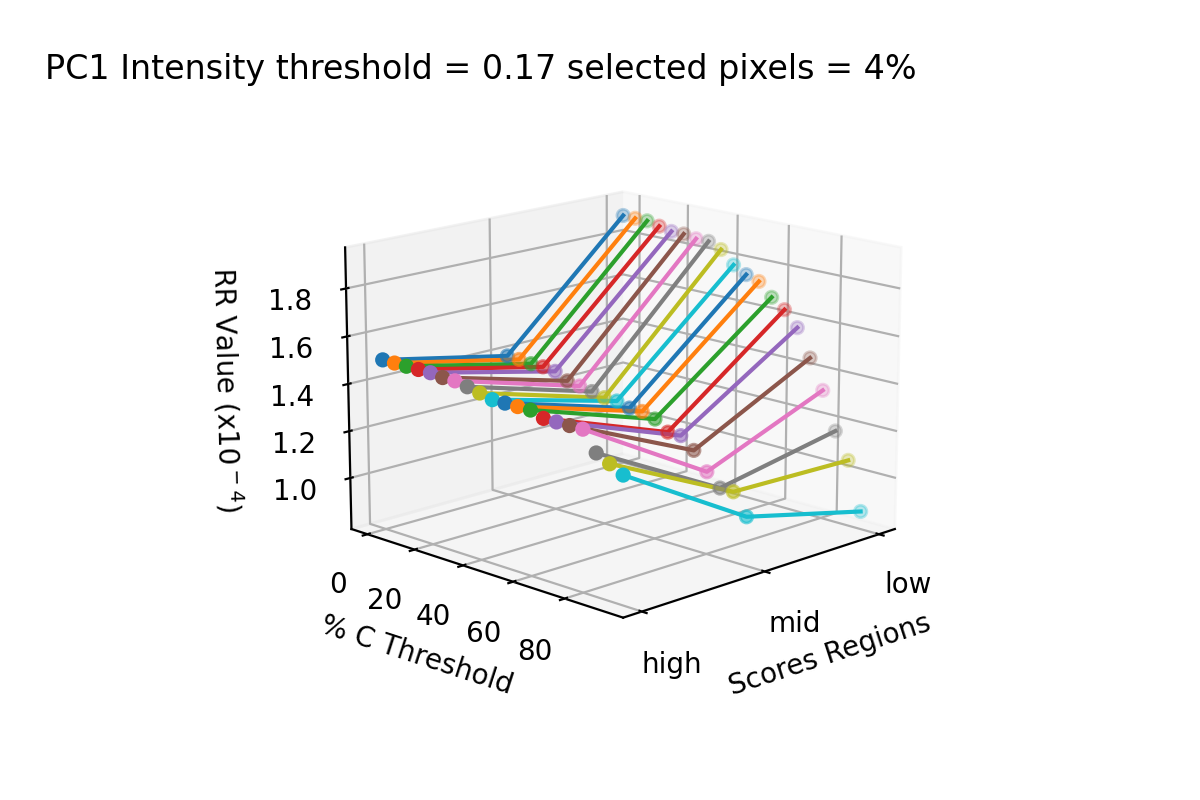 PC1 Intensity threshold = 0.17 selected pixels = 4%
RR Value (x10⁻⁴)
1.8
1.6
1.4
1.2
1.0
0
20
40
60
80
% C Threshold
high
mid
low
Scores Regions